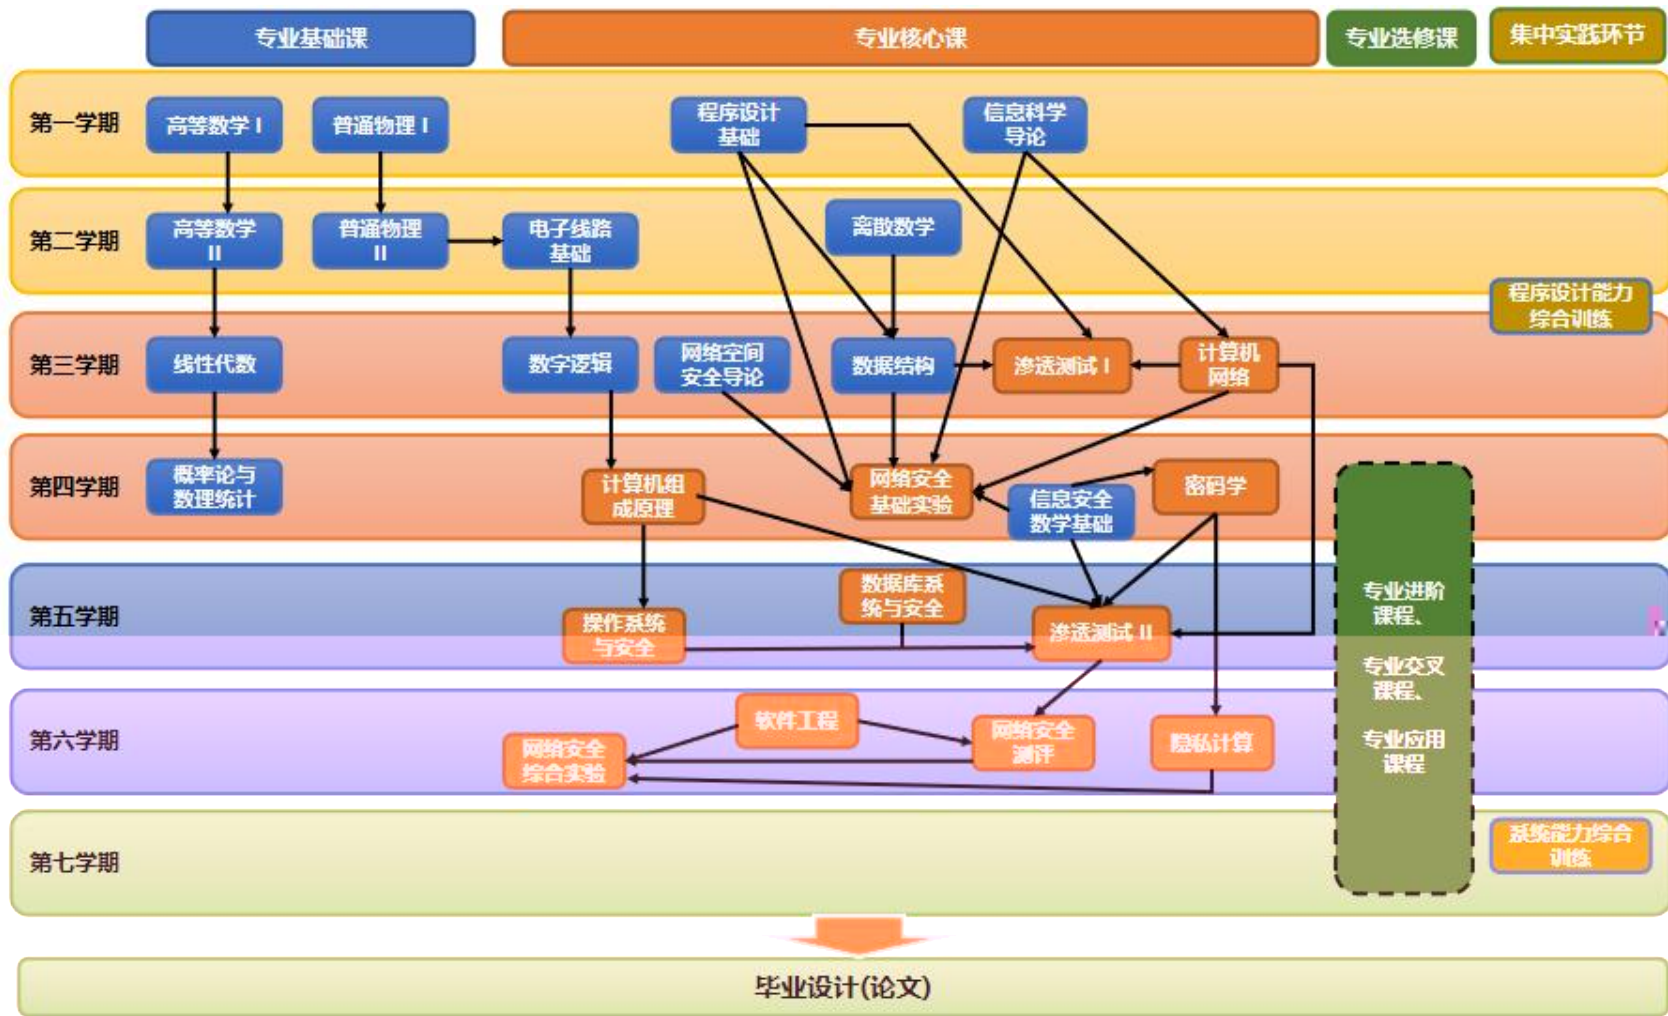 专业基础课
专业核心课
专业选修课
集中实践环节
第一学期
高等数学 I
普通物理 I
程序设计
基础
信息科学
导论
第二学期
高等数学
II
普通物理
II
电子线路
基础
离散数学
程序设计能力
综合训练
第三学期
线性代数
数字逻辑
网络空间
安全导论
数据结构
渗透测试 I
计算机
网络
第四学期
概率论与
数理统计
计算机组
成原理
网络安全
基础实验
信息安全
数学基础
密码学
第五学期
操作系统
与安全
数据库系
统与安全
渗透测试 II
专业进阶
课程、
专业交叉
课程、
专业应用
课程
第六学期
网络安全
综合实验
软件工程
网络安全
测评
隐私计算
第七学期
系统能力综合
训练
毕业设计(论文)